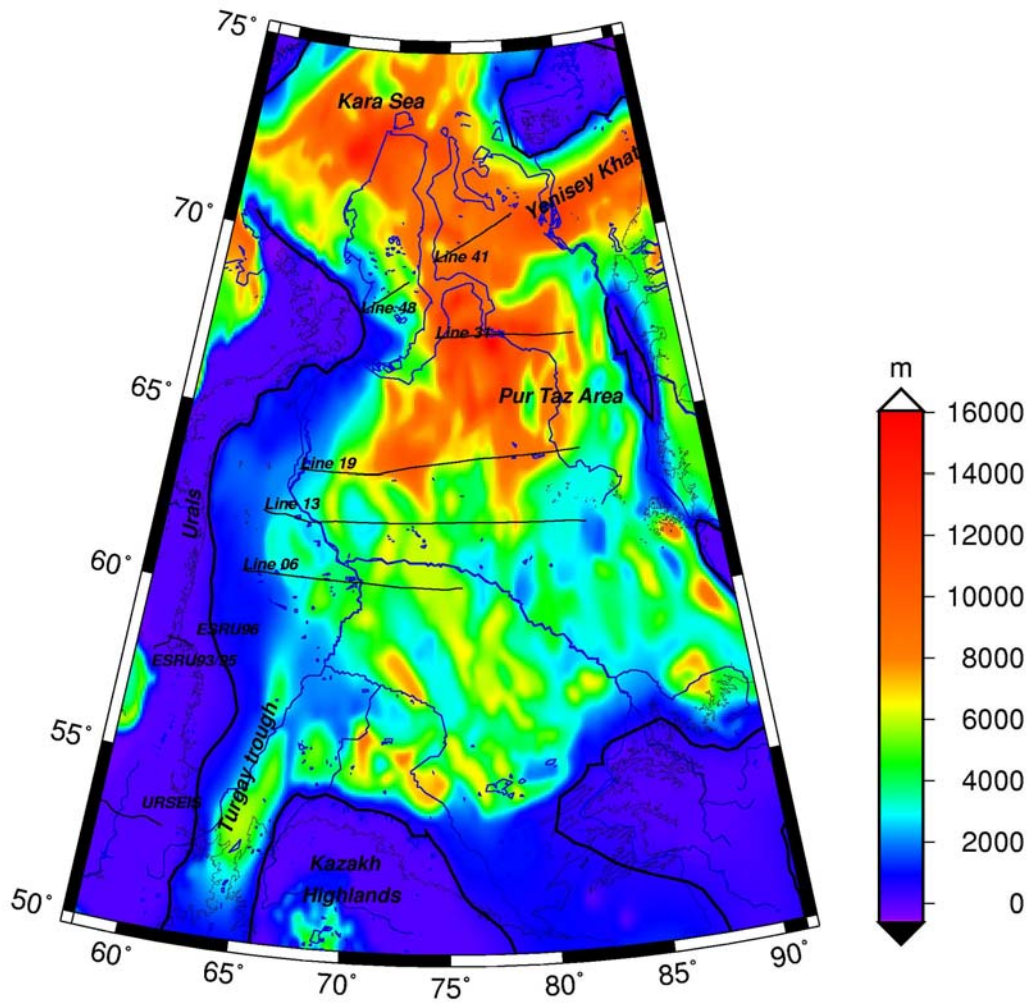 75°
Kara Sea
Yenisey Khat
70°
Line 41
Line 48
Line 31
65°
Pur Taz Area
m
16000
14000
12000
10000
8000
6000
4000
2000
0
Line 19
Line 13
Urals
60°
Line 06
ESRU96
ESRU93/95
55°
Turgay trough.
URSEIS
Kazakh
Highlands
50°
60°
65°
70°
75°
80°
85°
90°